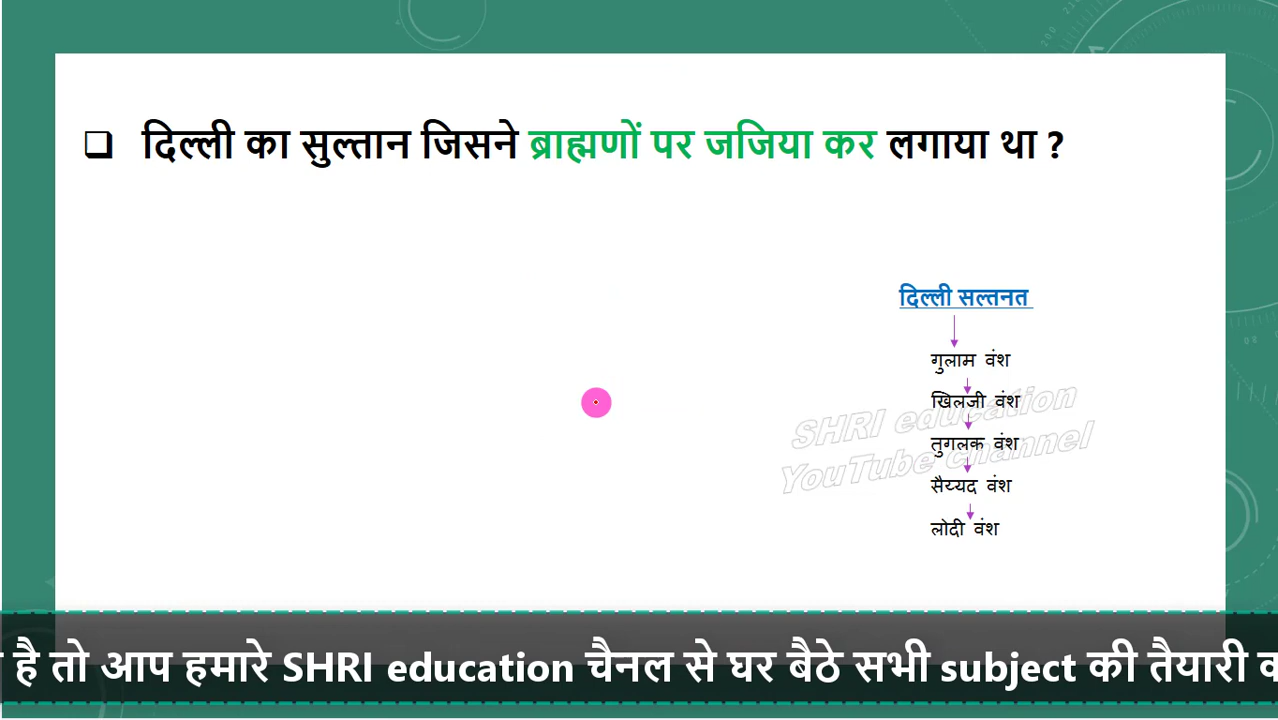 ❑ दिल्ली का सुल्तान जिसने ब्राह्मणों पर जजिया कर लगाया था ?
दिल्ली सल्तनत
गुलाम वंश
खिलजी वंश
तुगलक वंश
सैय्यद वंश
लोदी वंश
SHRI education
YouTube channel
है तो आप हमारे SHRI education चैनल से घर बैठे सभी subject की तैयारी